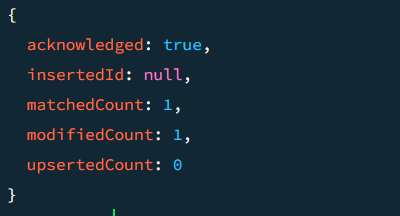 {
acknowledged: true,
insertedId: null,
matchedCount: 1,
modifiedCount: 1,
upsertedCount: 0
}